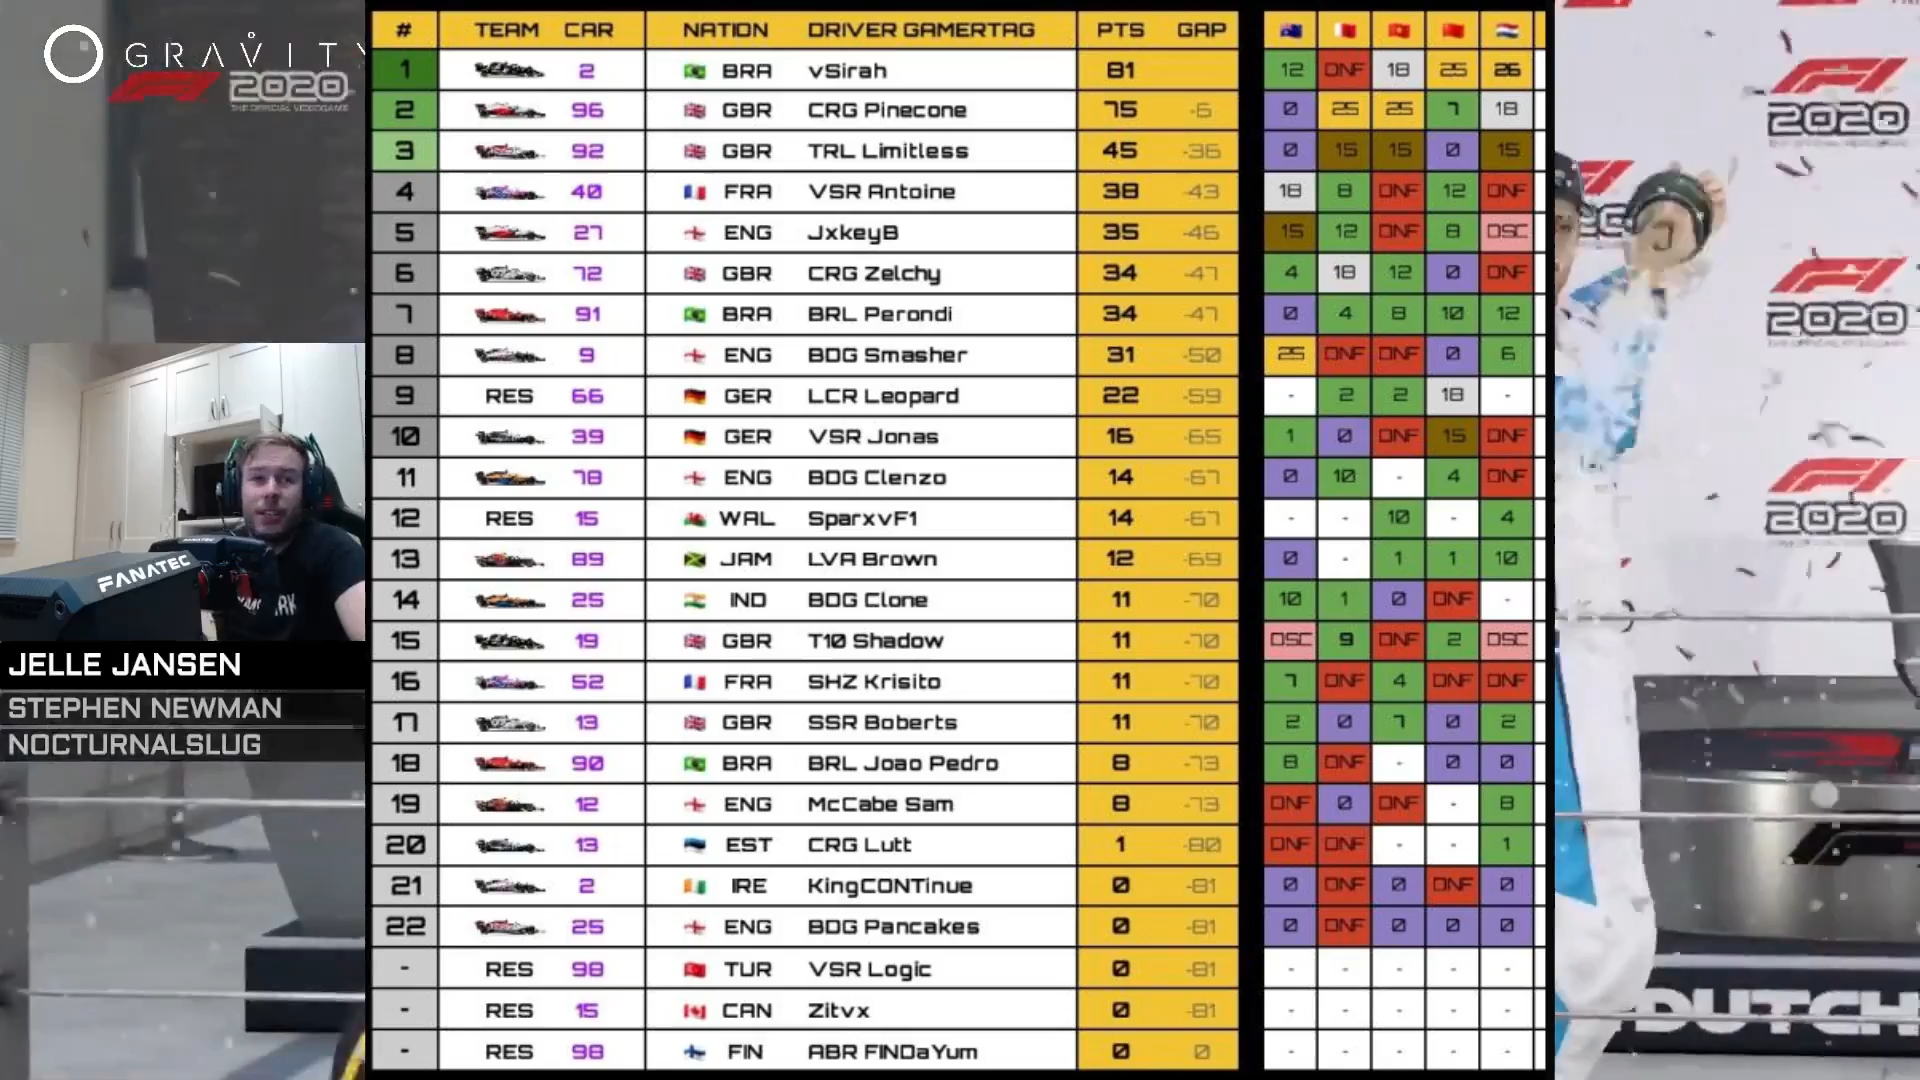 GRAVIT
F1 2020
THE OFFICIAL VIDEOGAME
FANATEC
JELLE JANSEN
STEPHEN NEWMAN
NOCTURNALSLUG
# TEAM CAR NATION DRIVER GAMERTAG PTS GAP
1 2 BRA vSirah 81 12 DNF 18 25 26
2 96 GBR CRG Pinecone 75 -6 0 25 25 7 18
3 92 GBR TRL Limitless 45 -36 0 15 15 0 15
4 40 FRA VSR Antoine 38 -43 18 8 DNF 12 DNF
5 27 ENG JxkeyB 35 -46 15 12 DNF 8 DSC
6 72 GBR CRG Zelchy 34 -47 4 18 12 0 DNF
7 91 BRA BRL Perondi 34 -47 0 4 8 10 12
8 9 ENG BDG Smasher 31 -50 25 DNF DNF 0 6
9 RES 66 GER LCR Leopard 22 -59 - 2 2 18 -
10 39 GER VSR Jonas 16 -65 1 0 DNF 15 DNF
11 78 ENG BDG Clenzo 14 -67 0 10 - 4 DNF
12 RES 15 WAL SparxvF1 14 -67 - - 10 - 4
13 89 JAM LVA Brown 12 -69 0 - 1 1 10
14 25 IND BDG Clone 11 -70 10 1 0 DNF -
15 19 GBR T10 Shadow 11 -70 DSC 9 DNF 2 DSC
16 52 FRA SHZ Krisito 11 -70 7 DNF 4 DNF DNF
17 13 GBR SSR Boberts 11 -70 2 0 7 0 2
18 90 BRA BRL Joao Pedro 8 -73 8 DNF - 0 0
19 12 ENG McCabe Sam 8 -73 DNF 0 DNF - 8
20 13 EST CRG Lutt 1 -80 DNF DNF - - 1
21 2 IRE KingCONTinue 0 -81 0 DNF 0 DNF 0
22 25 ENG BDG Pancakes 0 -81 0 DNF 0 0 0
- RES 98 TUR VSR Logic 0 -81 - - - - -
- RES 15 CAN Zitvx 0 -81 - - - - -
- RES 98 FIN ABR FINDaYum 0 0 - - - - -
F1 2020
F1 2020
F1 2020
DUTCH